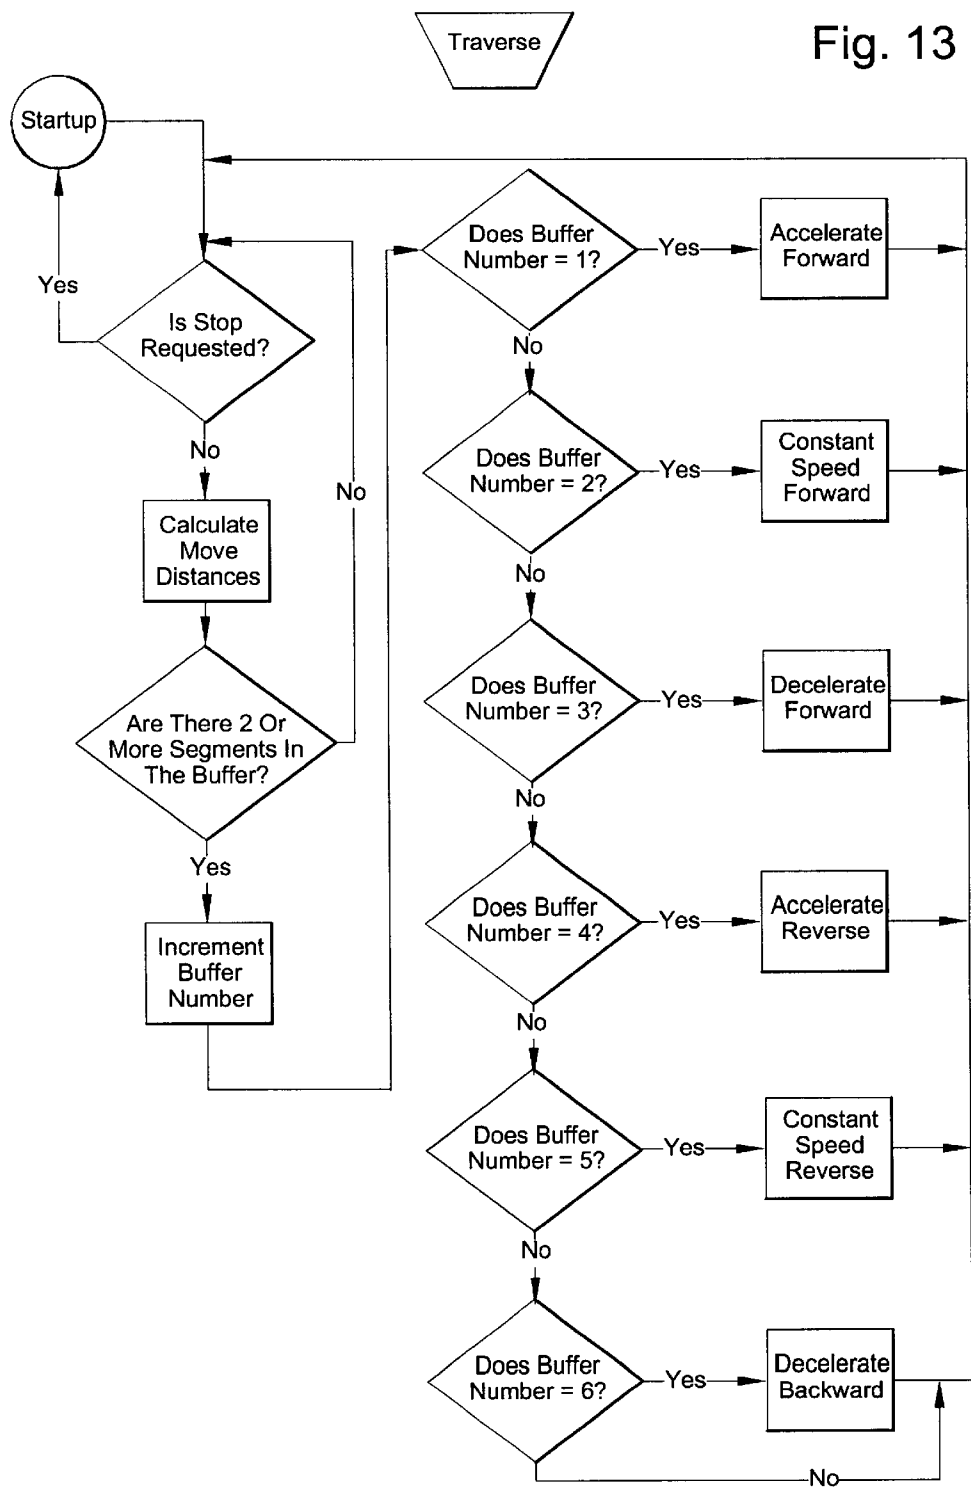 Traverse
Fig. 13
Startup
Yes
Is Stop
Requested?
No
Calculate
Move
Distances
No
Are There 2 Or
More Segments In
The Buffer?
Yes
Increment
Buffer
Number
Does Buffer
Number = 1?
Yes
Accelerate
Forward
No
Does Buffer
Number = 2?
Yes
Constant
Speed
Forward
No
Does Buffer
Number = 3?
Yes
Decelerate
Forward
No
Does Buffer
Number = 4?
Yes
Accelerate
Reverse
No
Does Buffer
Number = 5?
Yes
Constant
Speed
Reverse
No
Does Buffer
Number = 6?
Yes
Decelerate
Backward
No